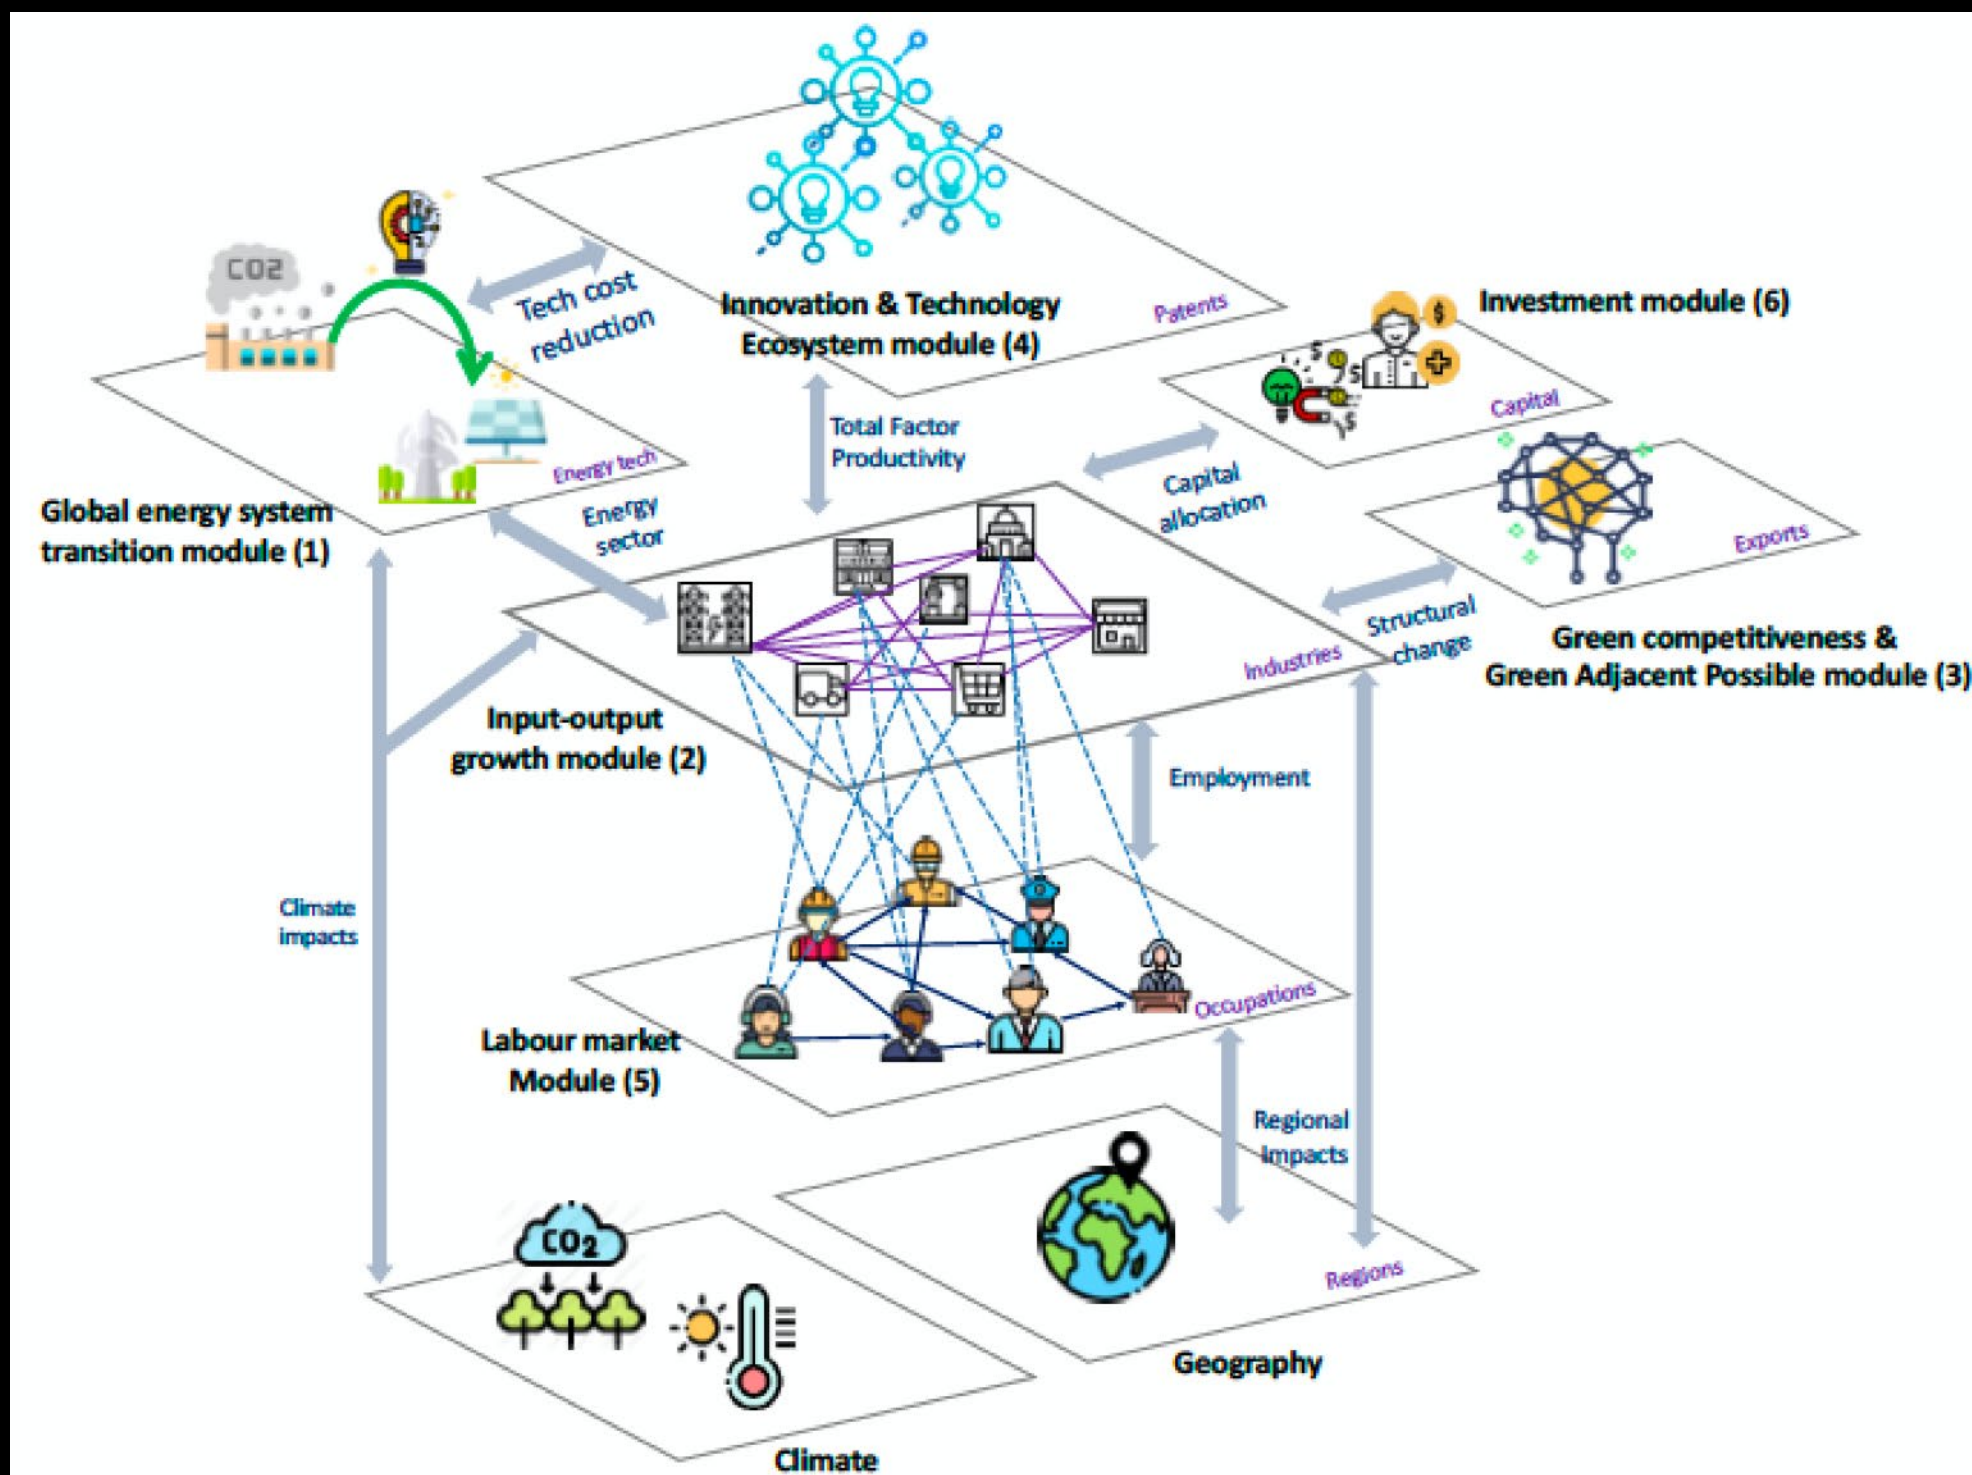 CO2
Tech cost
reduction
Innovation & Technology
Ecosystem module (4)
Patents
Investment module (6)
$
$
$
$
Capital
Energy tech
Global energy system
transition module (1)
Energy
sector
Total Factor
Productivity
Capital
allocation
Exports
Structural
change
Green competitiveness &
Green Adjacent Possible module (3)
Industries
Input-output
growth module (2)
Employment
Climate
impacts
Occupations
Labour market
Module (5)
Regional
Impacts
CO2
Regions
Geography
Climate